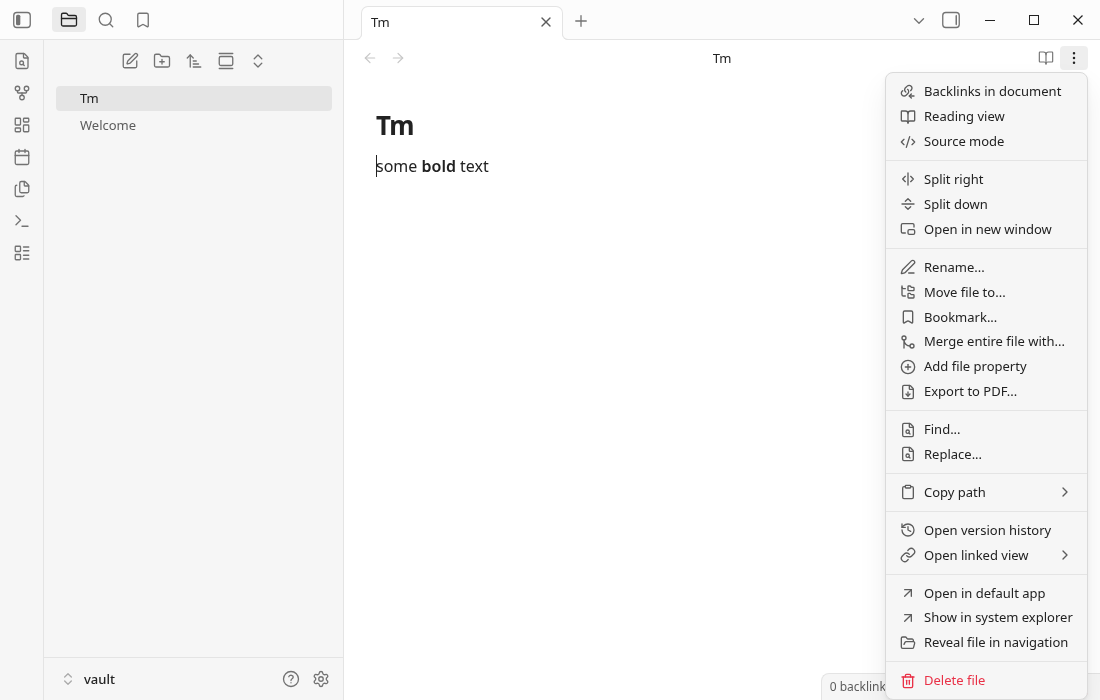 Tm
Tm
Tm
Welcome
Tm
some bold text
Backlinks in document
Reading view
Source mode
Split right
Split down
Open in new window
Rename...
Move file to...
Bookmark...
Merge entire file with...
Add file property
Export to PDF...
Find...
Replace...
Copy path
Open version history
Open linked view
Open in default app
Show in system explorer
Reveal file in navigation
Delete file
vault
0 backlink